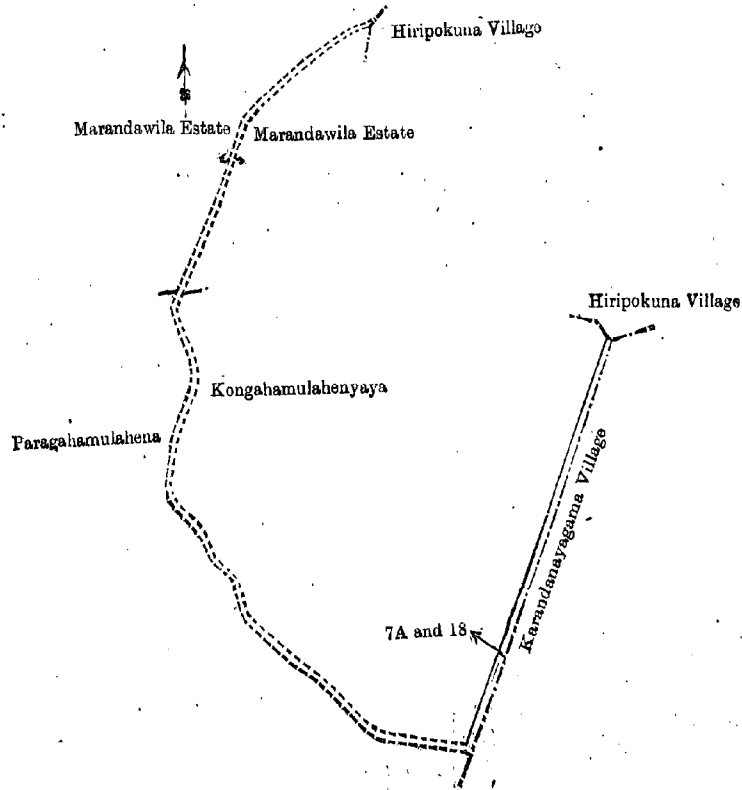 Hiripokuna Village
Marandawila Estate
Marandawila Estate
Hiripokuna Village
Kongahamulahenyaya
Paragahamulahena
Karandanayagama Village
7A and 18